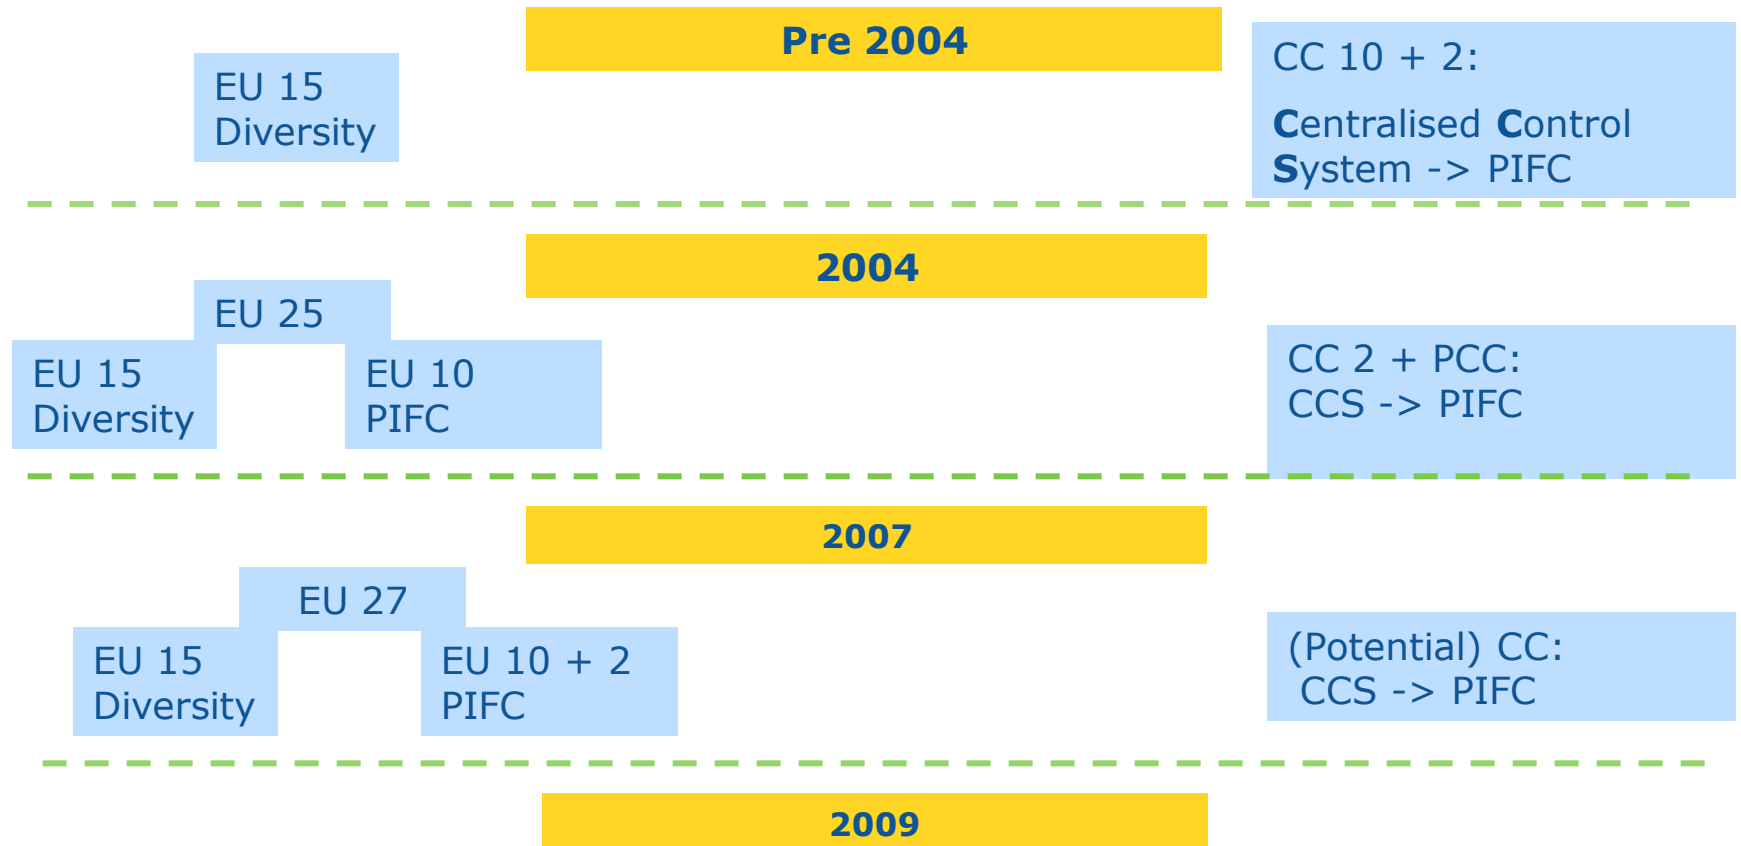 Pre 2004
EU 15
Diversity
CC 10 + 2:
Centralised Control
System -> PIFC
2004
EU 25
EU 15
Diversity
EU 10
PIFC
CC 2 + PCC:
CCS -> PIFC
2007
EU 27
EU 15
Diversity
EU 10 + 2
PIFC
(Potential) CC:
CCS -> PIFC
2009